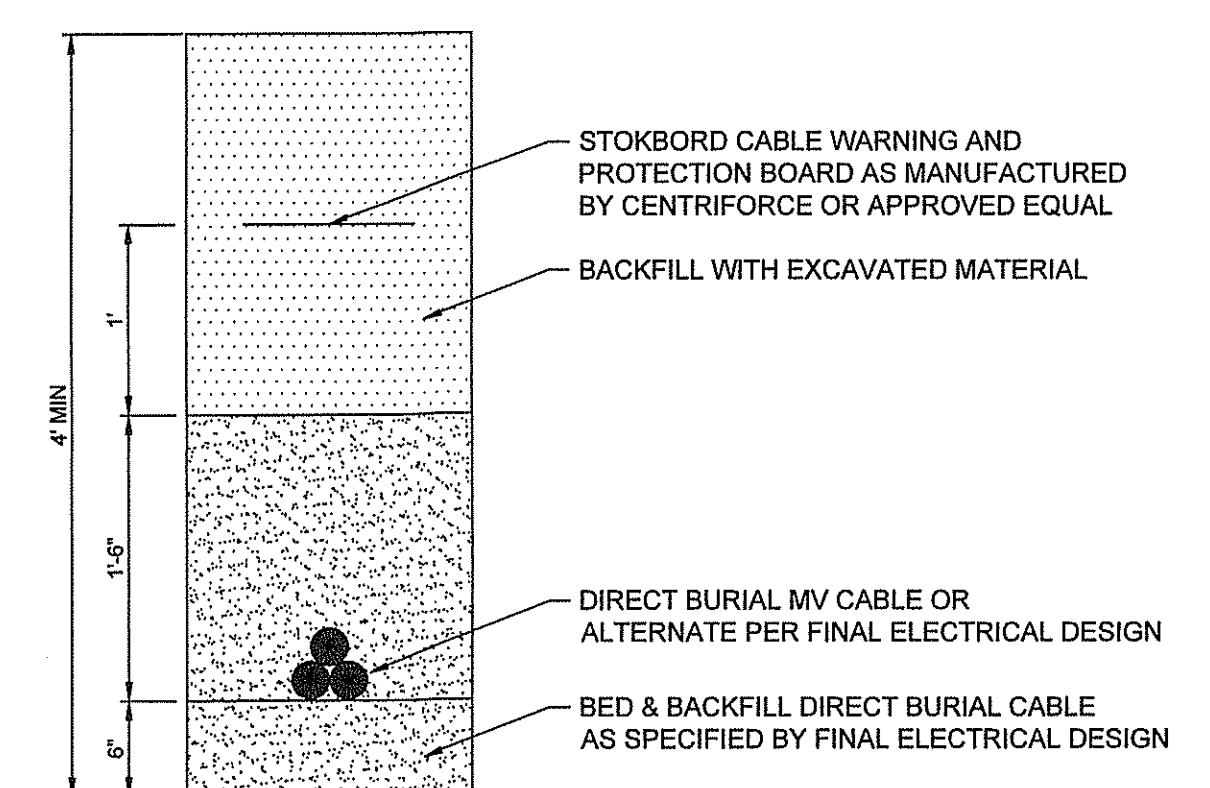 STOKBORD CABLE WARNING AND
PROTECTION BOARD AS MANUFACTURED
BY CENTRIFORCE OR APPROVED EQUAL
BACKFILL WITH EXCAVATED MATERIAL
1'
4' MIN
1'-6"
DIRECT BURIAL MV CABLE OR
ALTERNATE PER FINAL ELECTRICAL DESIGN
6"
BED & BACKFILL DIRECT BURIAL CABLE
AS SPECIFIED BY FINAL ELECTRICAL DESIGN